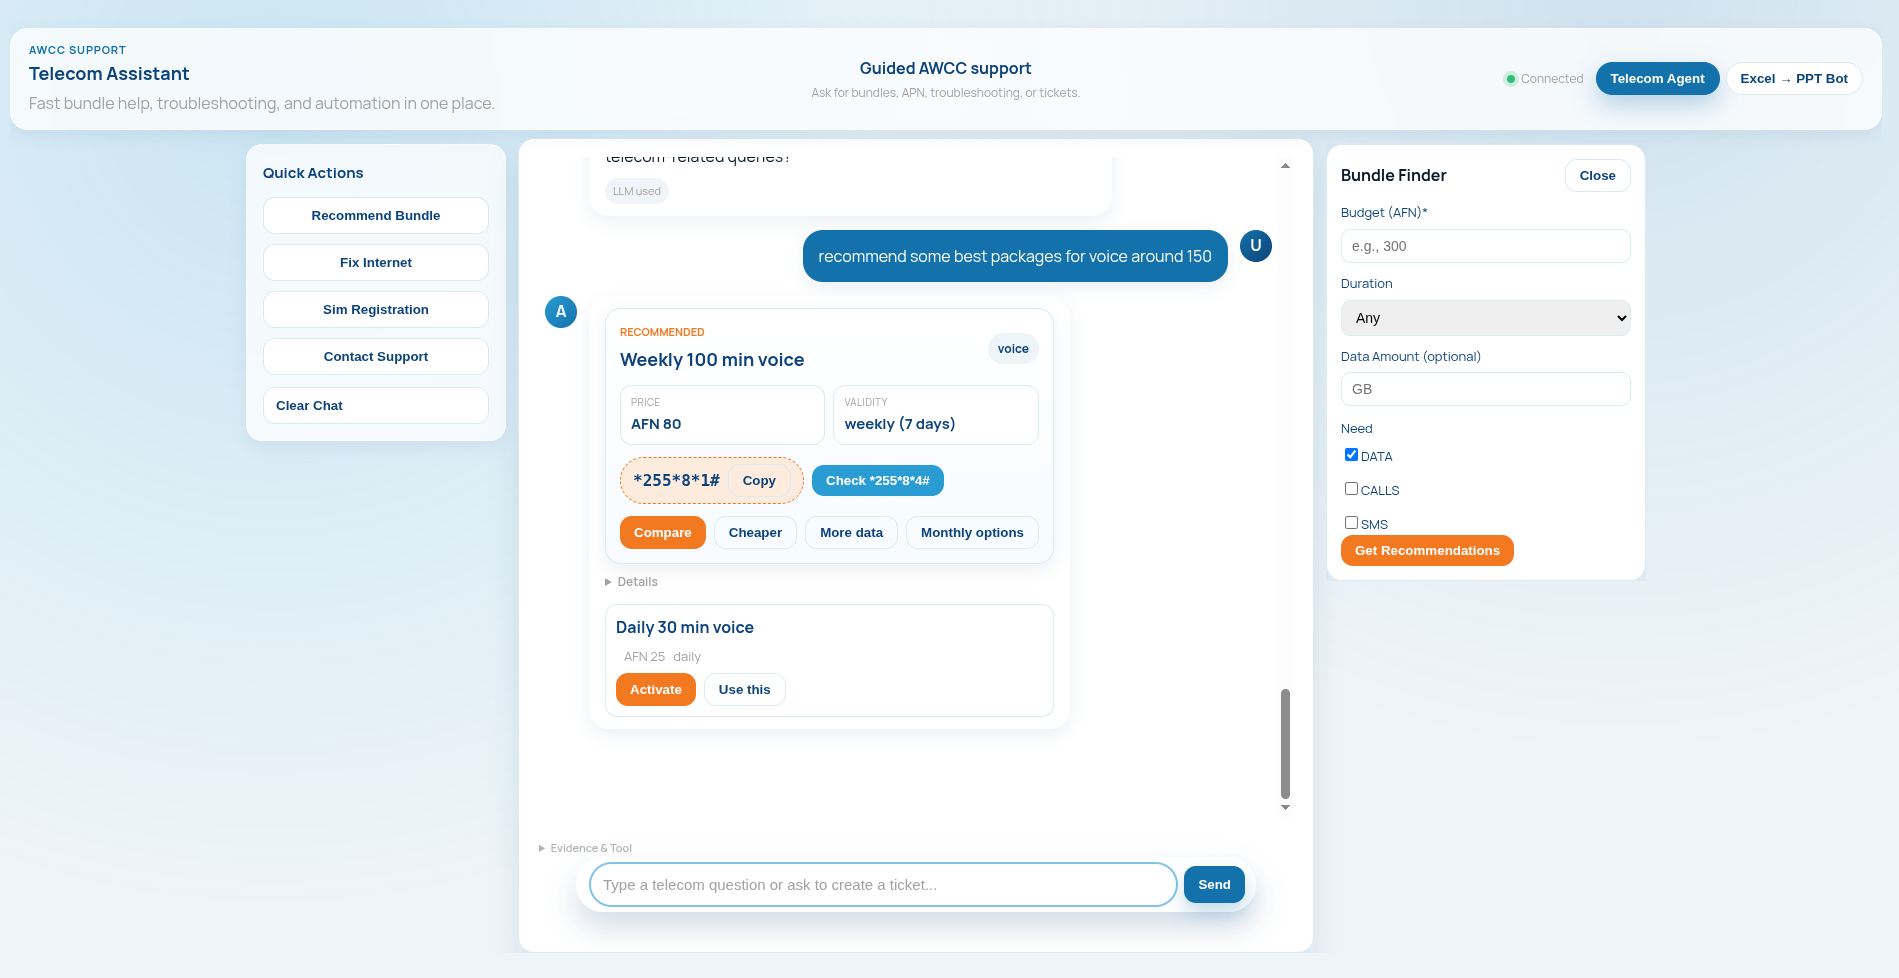 AWCC SUPPORT
Telecom Assistant
Fast bundle help, troubleshooting, and automation in one place.
Guided AWCC support
Ask for bundles, APN, troubleshooting, or tickets.
Connected
Telecom Agent
Excel → PPT Bot
Quick Actions
Recommend Bundle
Fix Internet
Sim Registration
Contact Support
Clear Chat
telecom-related queries?
LLM used
recommend some best packages for voice around 150
U
A
RECOMMENDED
Weekly 100 min voice
voice
PRICE
AFN 80
VALIDITY
weekly (7 days)
*255*8*1#
Copy
Check *255*8*4#
Compare
Cheaper
More data
Monthly options
Details
Daily 30 min voice
AFN 25 daily
Activate
Use this
Evidence & Tool
Type a telecom question or ask to create a ticket...
Send
Bundle Finder
Close
Budget (AFN)*
e.g., 300
Duration
Any
Data Amount (optional)
GB
Need
DATA
CALLS
SMS
Get Recommendations